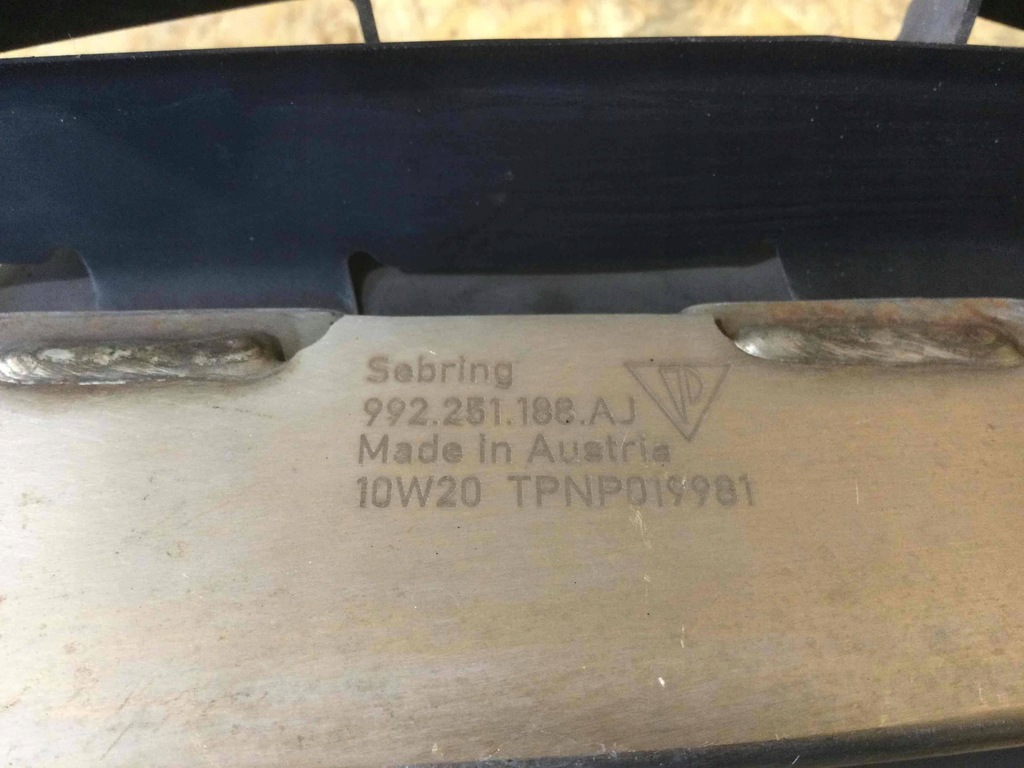 Sebring
992.251.188.AJ
Made in Austria
10W20 TPNP019981